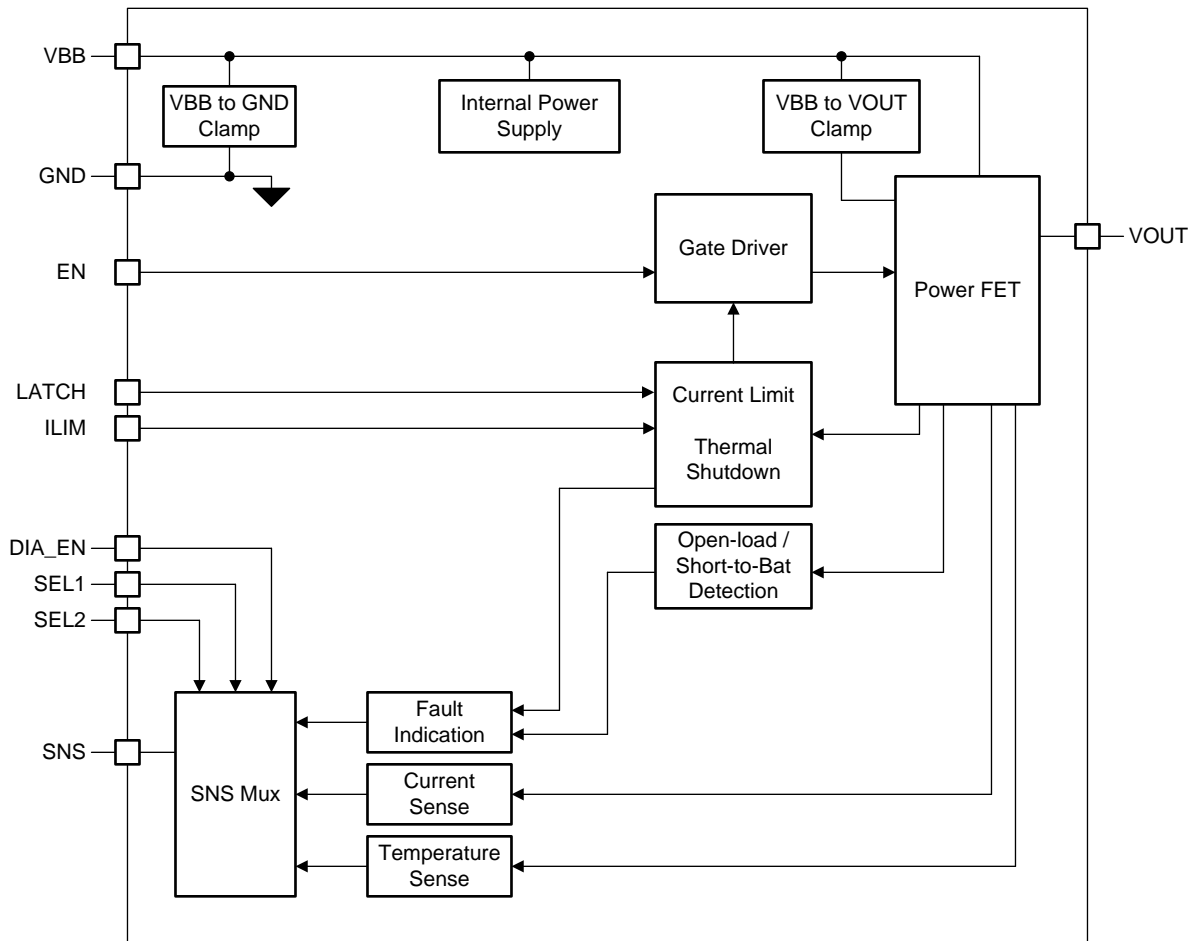 VBB
VBB to GND
Clamp
Internal Power
Supply
VBB to VOUT
Clamp
GND
Gate Driver
Power FET
VOUT
EN
LATCH
ILIM
Current Limit
Thermal
Shutdown
DIA_EN
SEL1
SEL2
Open-load /
Short-to-Bat
Detection
SNS
SNS Mux
Fault
Indication
Current
Sense
Temperature
Sense